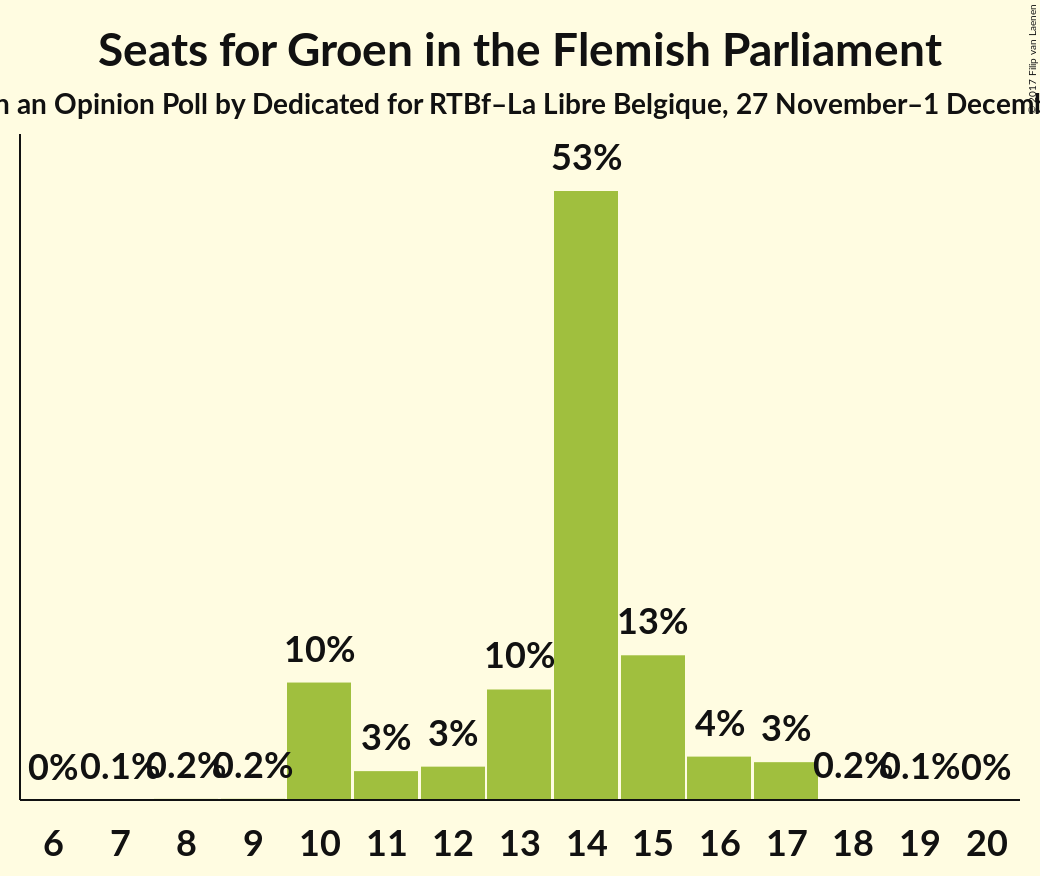 Seats for Groen in the Flemish Parliament
an Opinion Poll by Dedicated for RTBf–La Libre Belgique, 27 November–1
© 2017 Filip van Laenen
53%
13%
10%
10%
4%
3%
3%
3%
0% 0.1% 0.2% 0.2% 0.2% 0.1% 0%
6 7 8 9 10 11 12 13 14 15 16 17 18 19 20